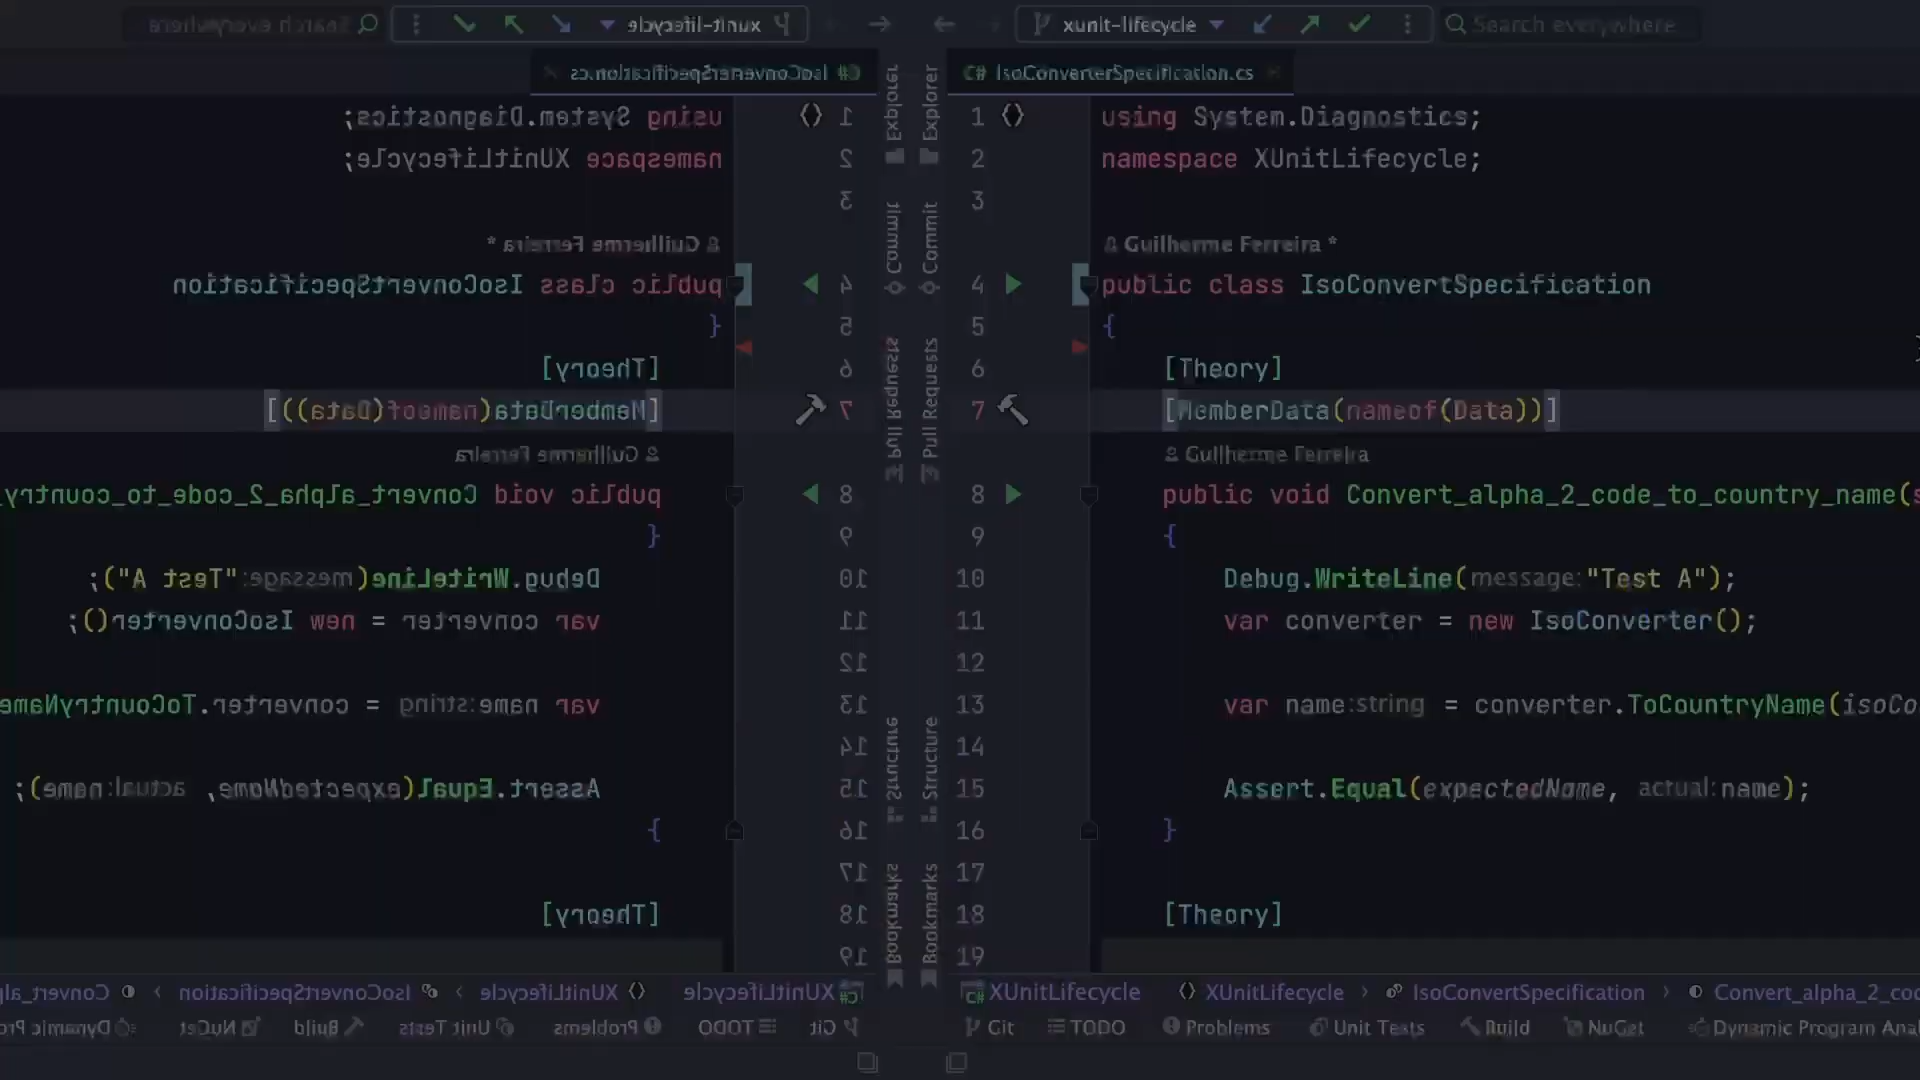 xunit-lifecycle
Search everywhere
C# IsoConverterSpecification.cs
Explorer
Commit
Pull Requests
Structure
Bookmarks
1 using System.Diagnostics;
2 namespace XUnitLifecycle;
3
Guilherme Ferreira *
4 public class IsoConvertSpecification
5 {
6 [Theory]
7 [MemberData(nameof(Data))]
Guilherme Ferreira
8 public void Convert_alpha_2_code_to_country_name(s
9 {
10 Debug.WriteLine(message:"Test A");
11 var converter = new IsoConverter();
12
13 var name:string = converter.ToCountryName(isoCo
14
15 Assert.Equal(expectedName, actual:name);
16 }
17
18 [Theory]
19
C# XUnitLifecycle XUnitLifecycle > IsoConvertSpecification > Convert_alpha_2_cod
Git TODO Problems Unit Tests Build NuGet Dynamic Program Anal